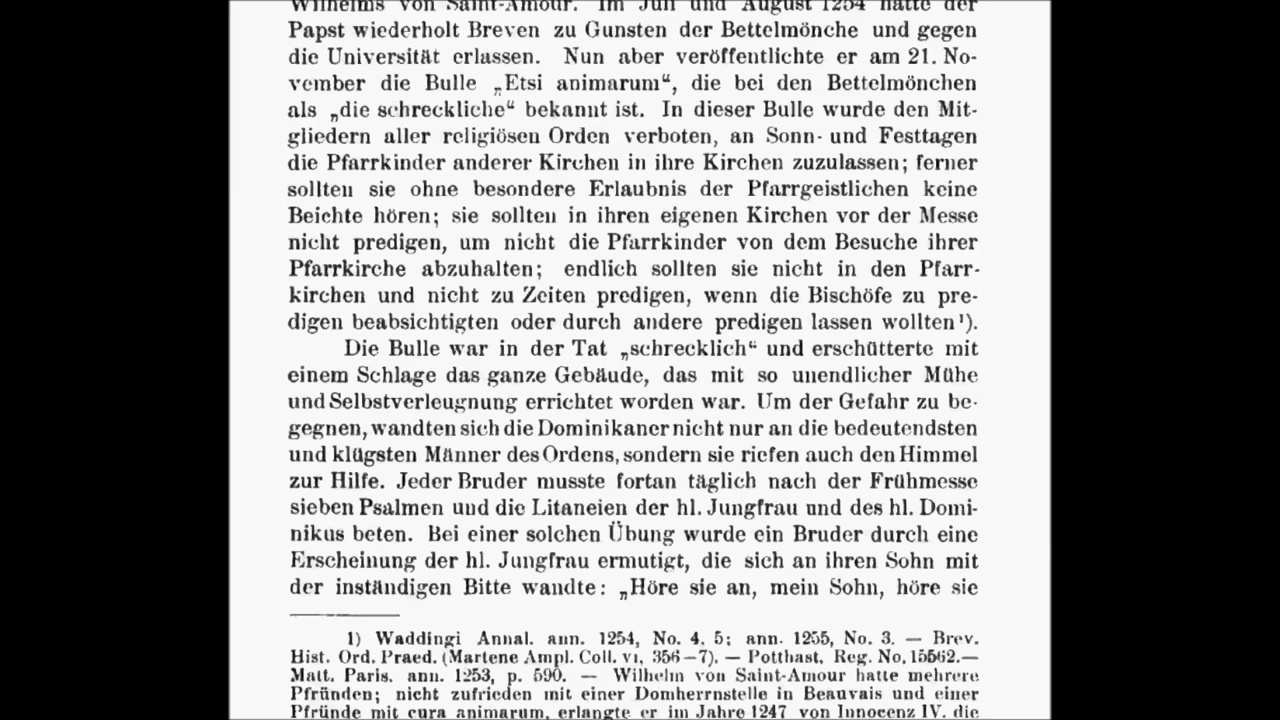 Wilhelms von Saint-Amour. Im Juli und August 1254 hatte der
Papst wiederholt Breven zu Gunsten der Bettelmönche und gegen
die Universität erlassen. Nun aber veröffentlichte er am 21. No-
vember die Bulle „Etsi animarum“, die bei den Bettelmönchen
als „die schreckliche“ bekannt ist. In dieser Bulle wurde den Mit-
gliedern aller religiösen Orden verboten, an Sonn- und Festtagen
die Pfarrkinder anderer Kirchen in ihre Kirchen zuzulassen; ferner
sollten sie ohne besondere Erlaubnis der Pfarrgeistlichen keine
Beichte hören; sie sollten in ihren eigenen Kirchen vor der Messe
nicht predigen, um nicht die Pfarrkinder von dem Besuche ihrer
Pfarrkirche abzuhalten; endlich sollten sie nicht in den Pfarr-
kirchen und nicht zu Zeiten predigen, wenn die Bischöfe zu pre-
digen beabsichtigten oder durch andere predigen lassen wollten¹).
Die Bulle war in der Tat „schrecklich“ und erschütterte mit
einem Schlage das ganze Gebäude, das mit so unendlicher Mühe
und Selbstverleugnung errichtet worden war. Um der Gefahr zu be-
gegnen, wandten sich die Dominikaner nicht nur an die bedeutendsten
und klügsten Männer des Ordens, sondern sie riefen auch den Himmel
zur Hilfe. Jeder Bruder musste fortan täglich nach der Frühmesse
sieben Psalmen und die Litaneien der hl. Jungfrau und des hl. Domi-
nikus beten. Bei einer solchen Übung wurde ein Bruder durch eine
Erscheinung der hl. Jungfrau ermutigt, die sich an ihren Sohn mit
der inständigen Bitte wandte: „Höre sie an, mein Sohn, höre sie
1) Waddingi Annal. ann. 1254, No. 4. 5; ann. 1255, No. 3. — Brev.
Hist. Ord. Praed. (Martene Ampl. Coll. VI, 356—7). — Potthast. Reg. No. 15562.—
Matt. Paris. ann. 1253, p. 590. — Wilhelm von Saint-Amour hatte mehrere
Pfründen; nicht zufrieden mit einer Domherrnstelle in Beauvais und einer
Pfründe mit cura animarum, erlangte er im Jahre 1247 von Innocenz IV. die